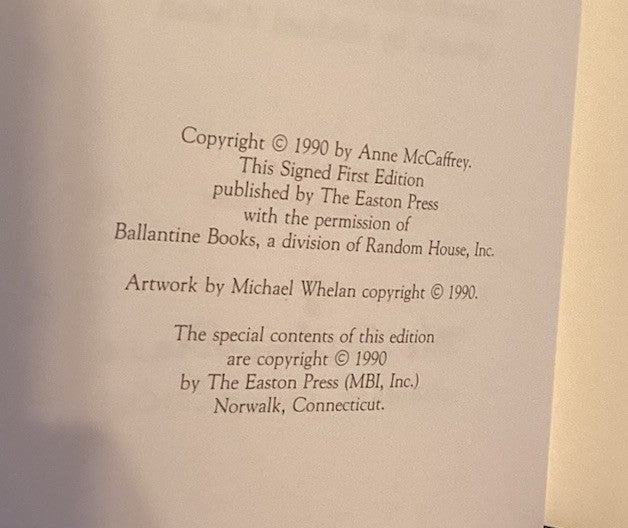 Copyright © 1990 by Anne McCaffrey.
This Signed First Edition
published by The Easton Press
with the permission of
Ballantine Books, a division of Random House, Inc.
Artwork by Michael Whelan copyright © 1990.
The special contents of this edition
are copyright © 1990
by The Easton Press (MBI, Inc.)
Norwalk, Connecticut.